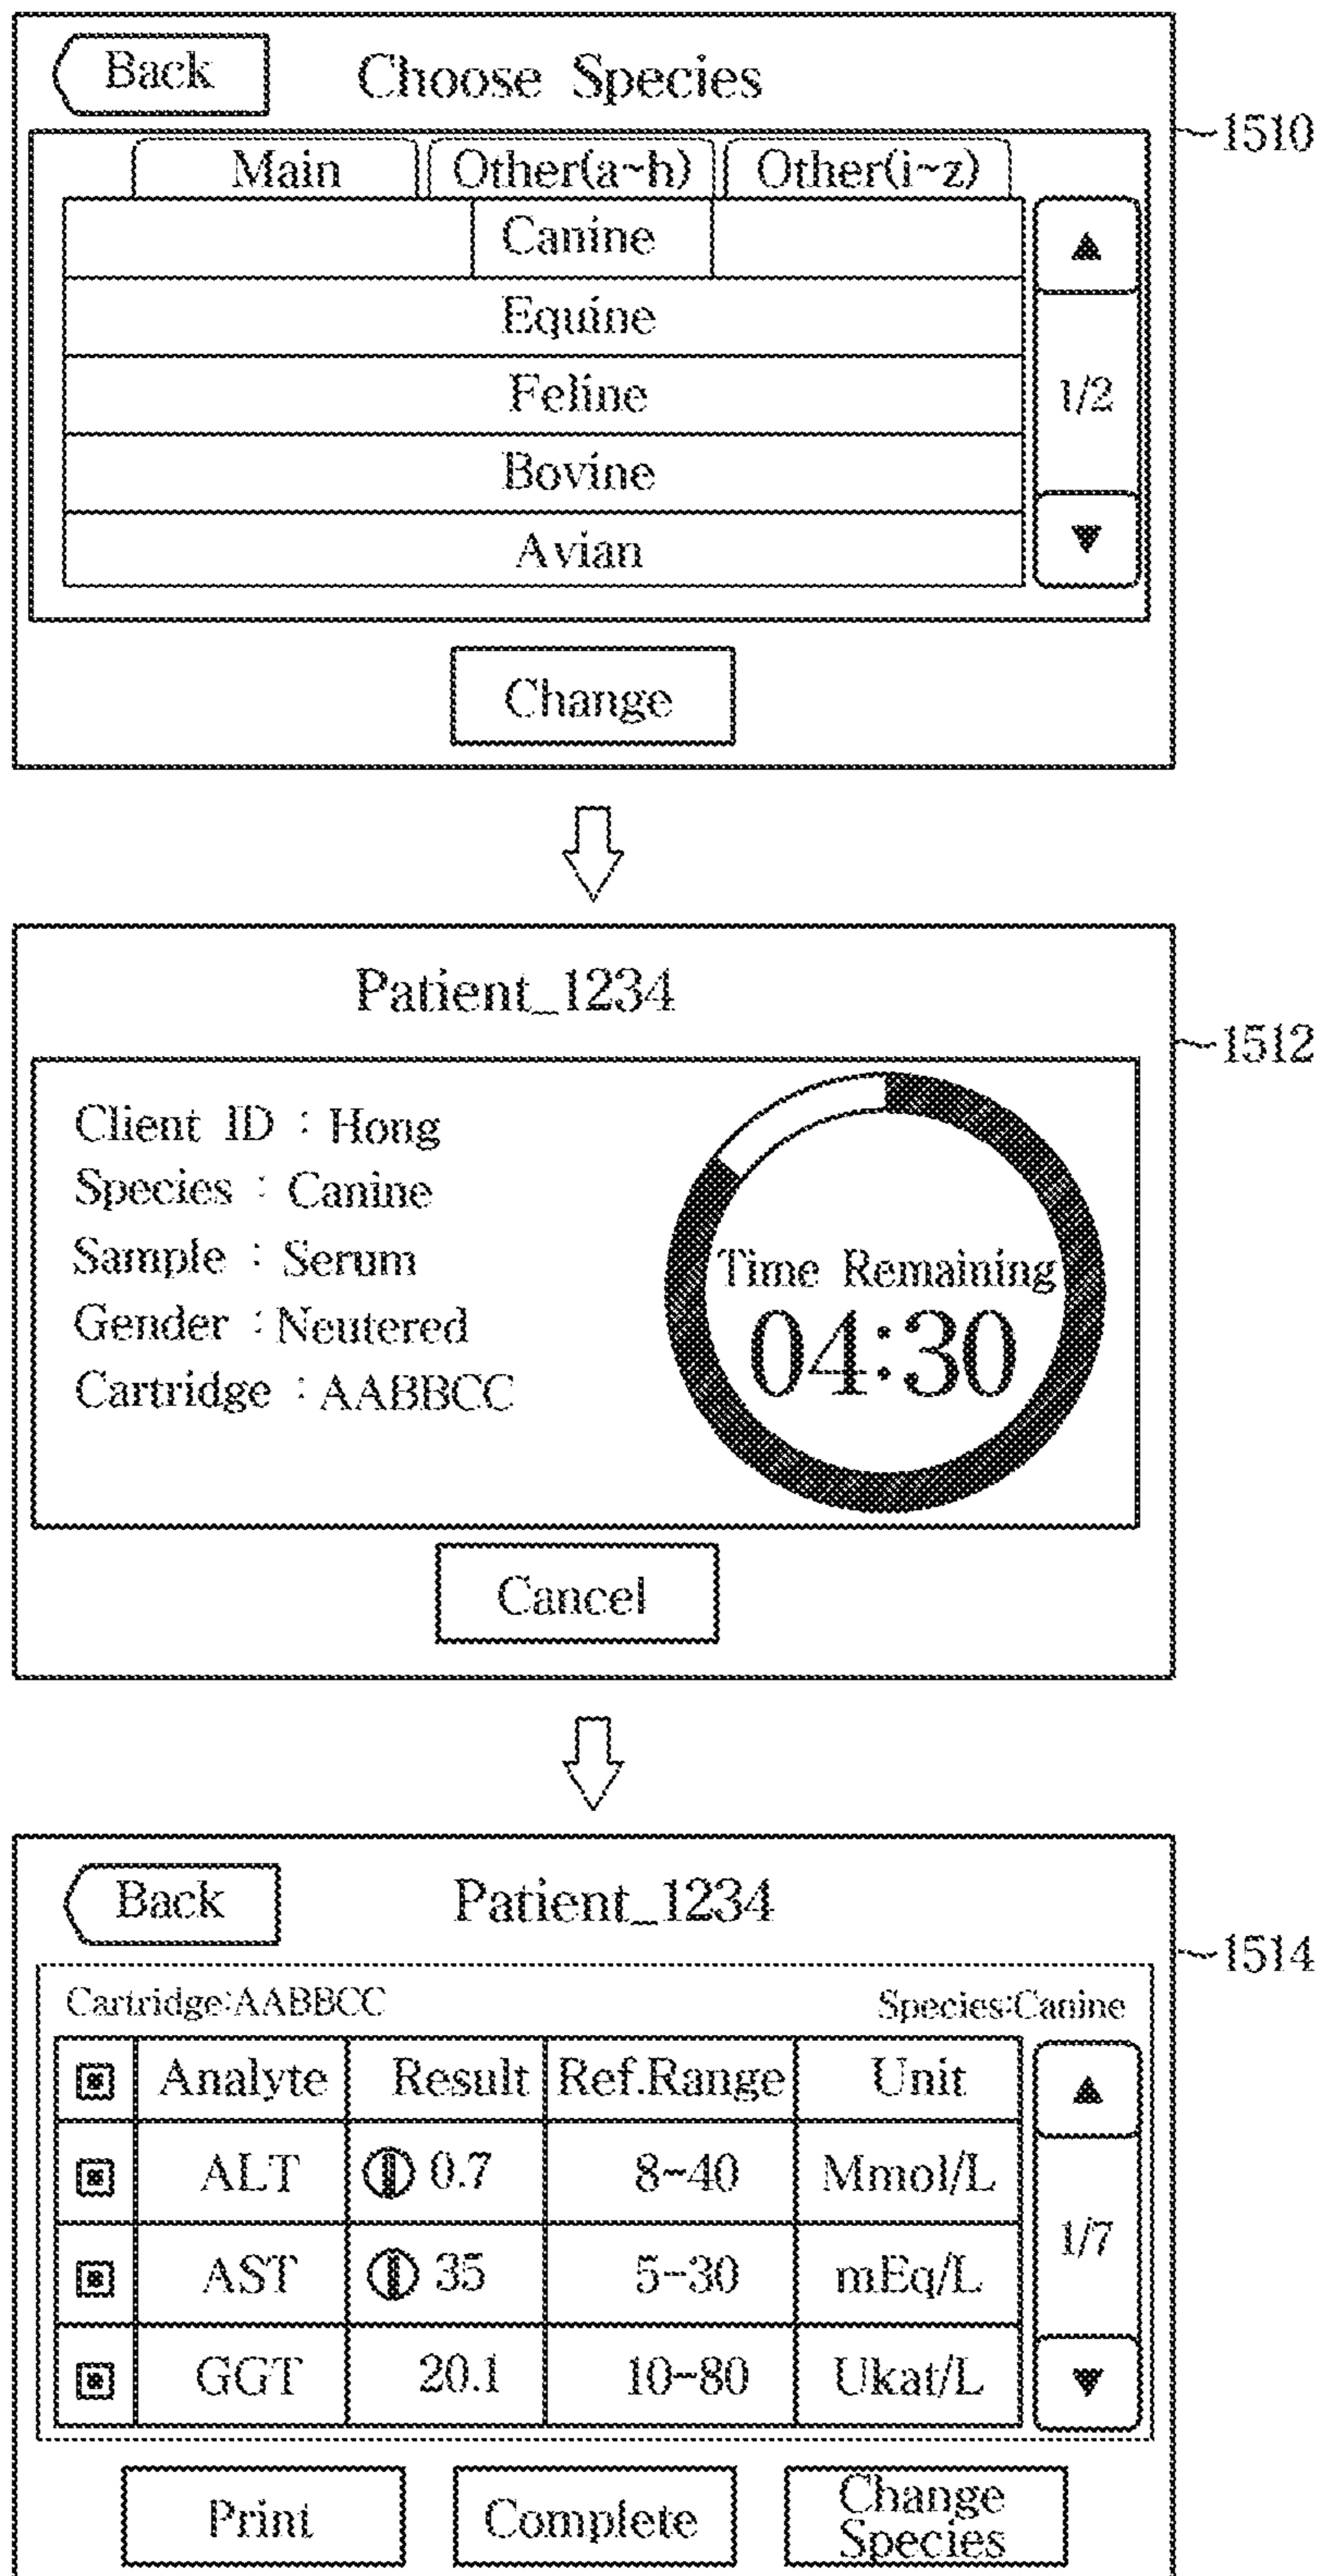 Back Choose Species
1510
Main Other(a~h) Other(i~z)
Canine
▲
Equine
Feline
1/2
Bovine
Avian
▼
Change
Patient_1234
1512
Client ID : Hong
Species : Canine
Sample : Serum
Gender : Neutered
Cartridge : AABBCC
Time Remaining
04:30
Cancel
Back Patient_1234
1514
Cartridge:AABBCC Species:Canine
Analyte Result Ref.Range Unit
▲
ALT 0.7 8~40 Mmol/L
1/7
AST 35 5~30 mEq/L
GGT 20.1 10~80 Ukat/L
▼
Print Complete Change
Species